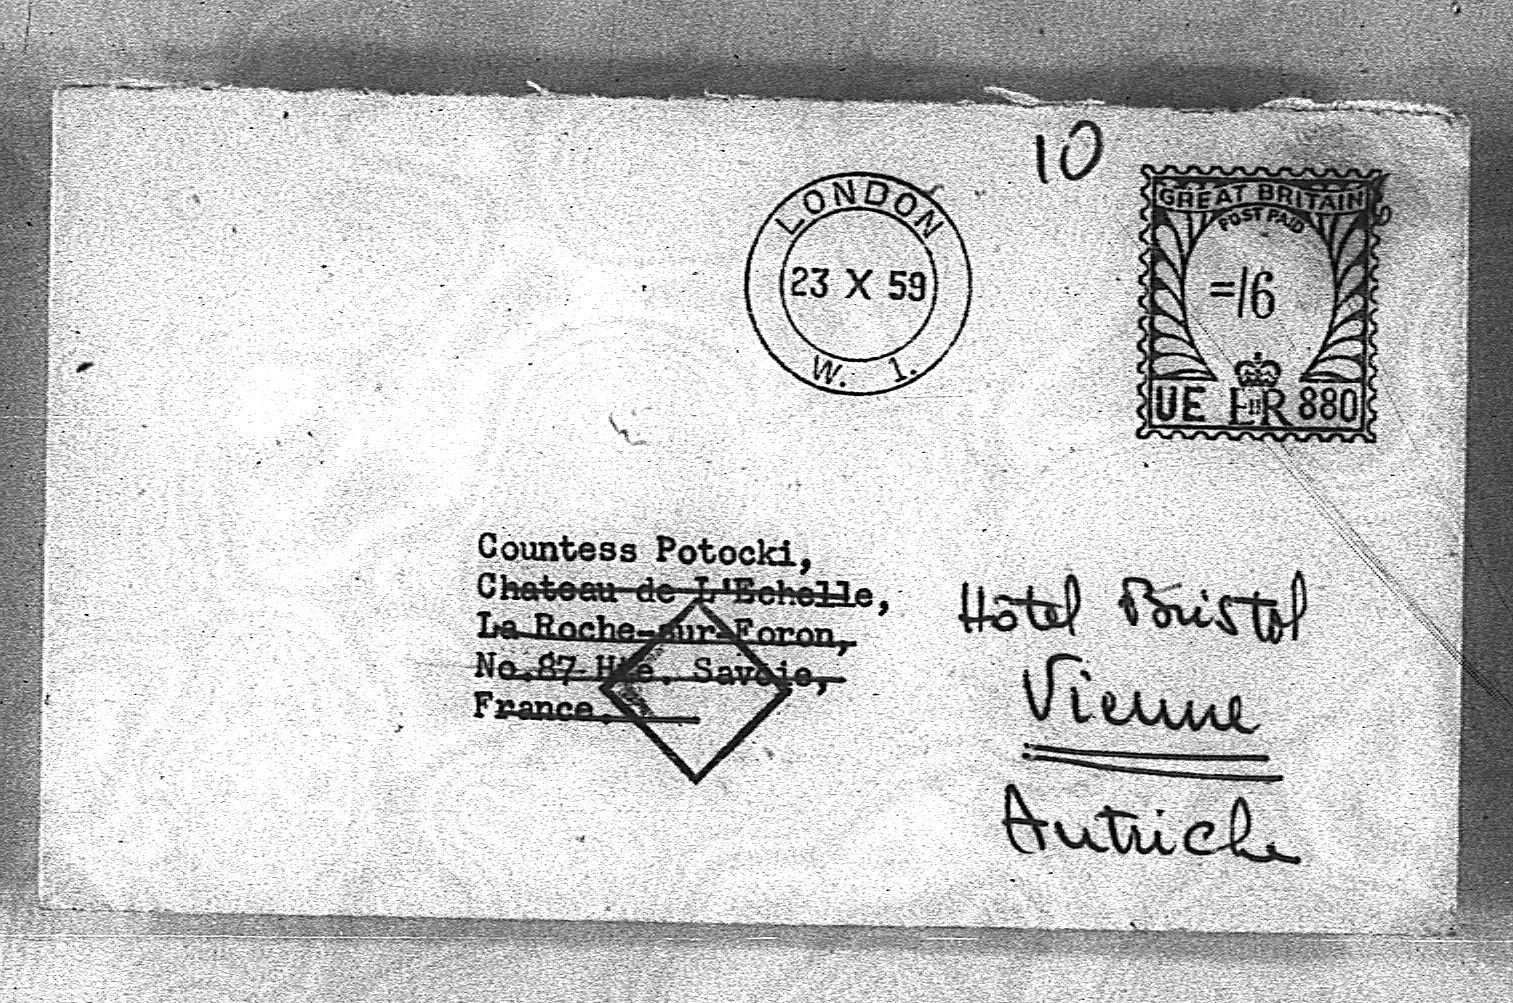 10
LONDON
23 X 59
W. 1.
GREAT BRITAIN
POST PAID
=/6
UE EIIR 880
Countess Potocki,
Chateau de L'Echelle,
La Roche-sur-Foron,
No.87 Hte. Savoie,
France.
Hôtel Bristol
Vienne
Autriche